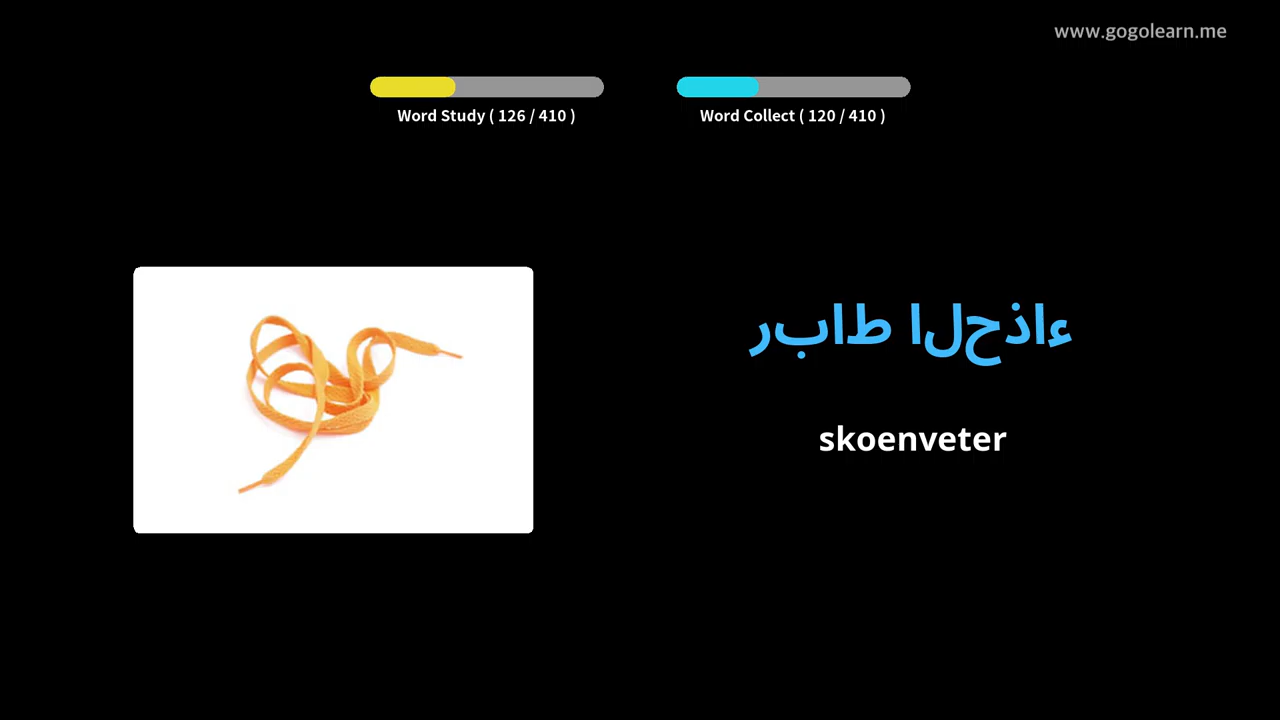 www.gogolearn.me
Word Study ( 126 / 410 )
Word Collect ( 120 / 410 )
رباط الحذاء
skoenveter